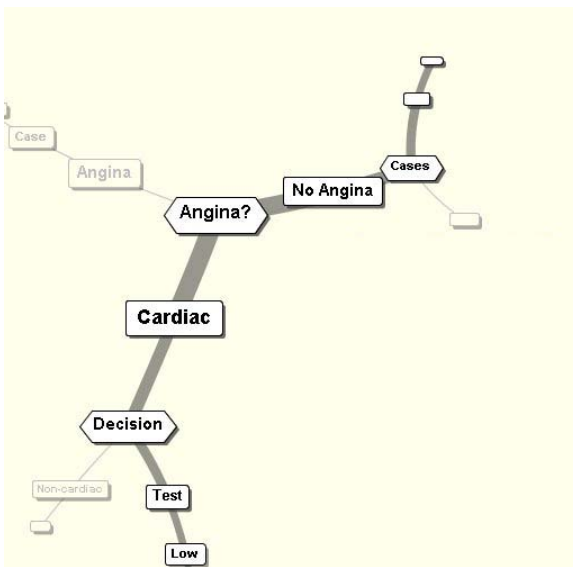 Cases
Case
No Angina
Angina
Angina?
Cardiac
Decision
Non-cardiac
Test
Low